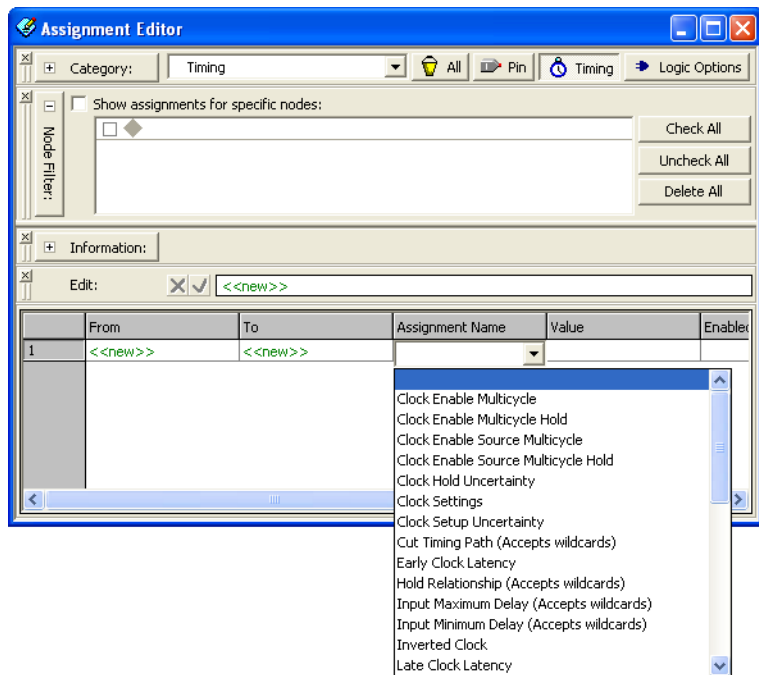 Assignment Editor
Category: Timing All Pin Timing Logic Options
Show assignments for specific nodes:
Node Filter:
Check All
Uncheck All
Delete All
Information:
Edit: <<new>>
From To Assignment Name Value Enabled
1 <<new>> <<new>>
Clock Enable Multicycle
Clock Enable Multicycle Hold
Clock Enable Source Multicycle
Clock Enable Source Multicycle Hold
Clock Hold Uncertainty
Clock Settings
Clock Setup Uncertainty
Cut Timing Path (Accepts wildcards)
Early Clock Latency
Hold Relationship (Accepts wildcards)
Input Maximum Delay (Accepts wildcards)
Input Minimum Delay (Accepts wildcards)
Inverted Clock
Late Clock Latency